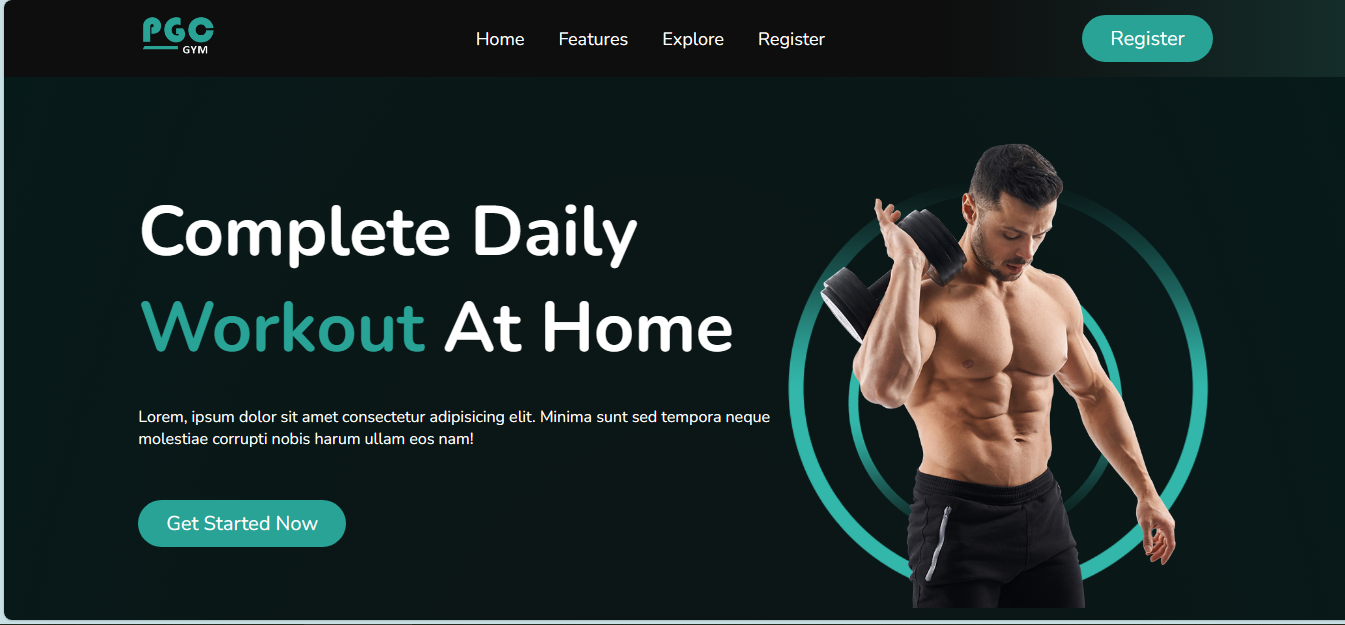 PGC
GYM
Home Features Explore Register
Register
Complete Daily
Workout At Home
Lorem, ipsum dolor sit amet consectetur adipisicing elit. Minima sunt sed tempora neque
molestiae corrupti nobis harum ullam eos nam!
Get Started Now